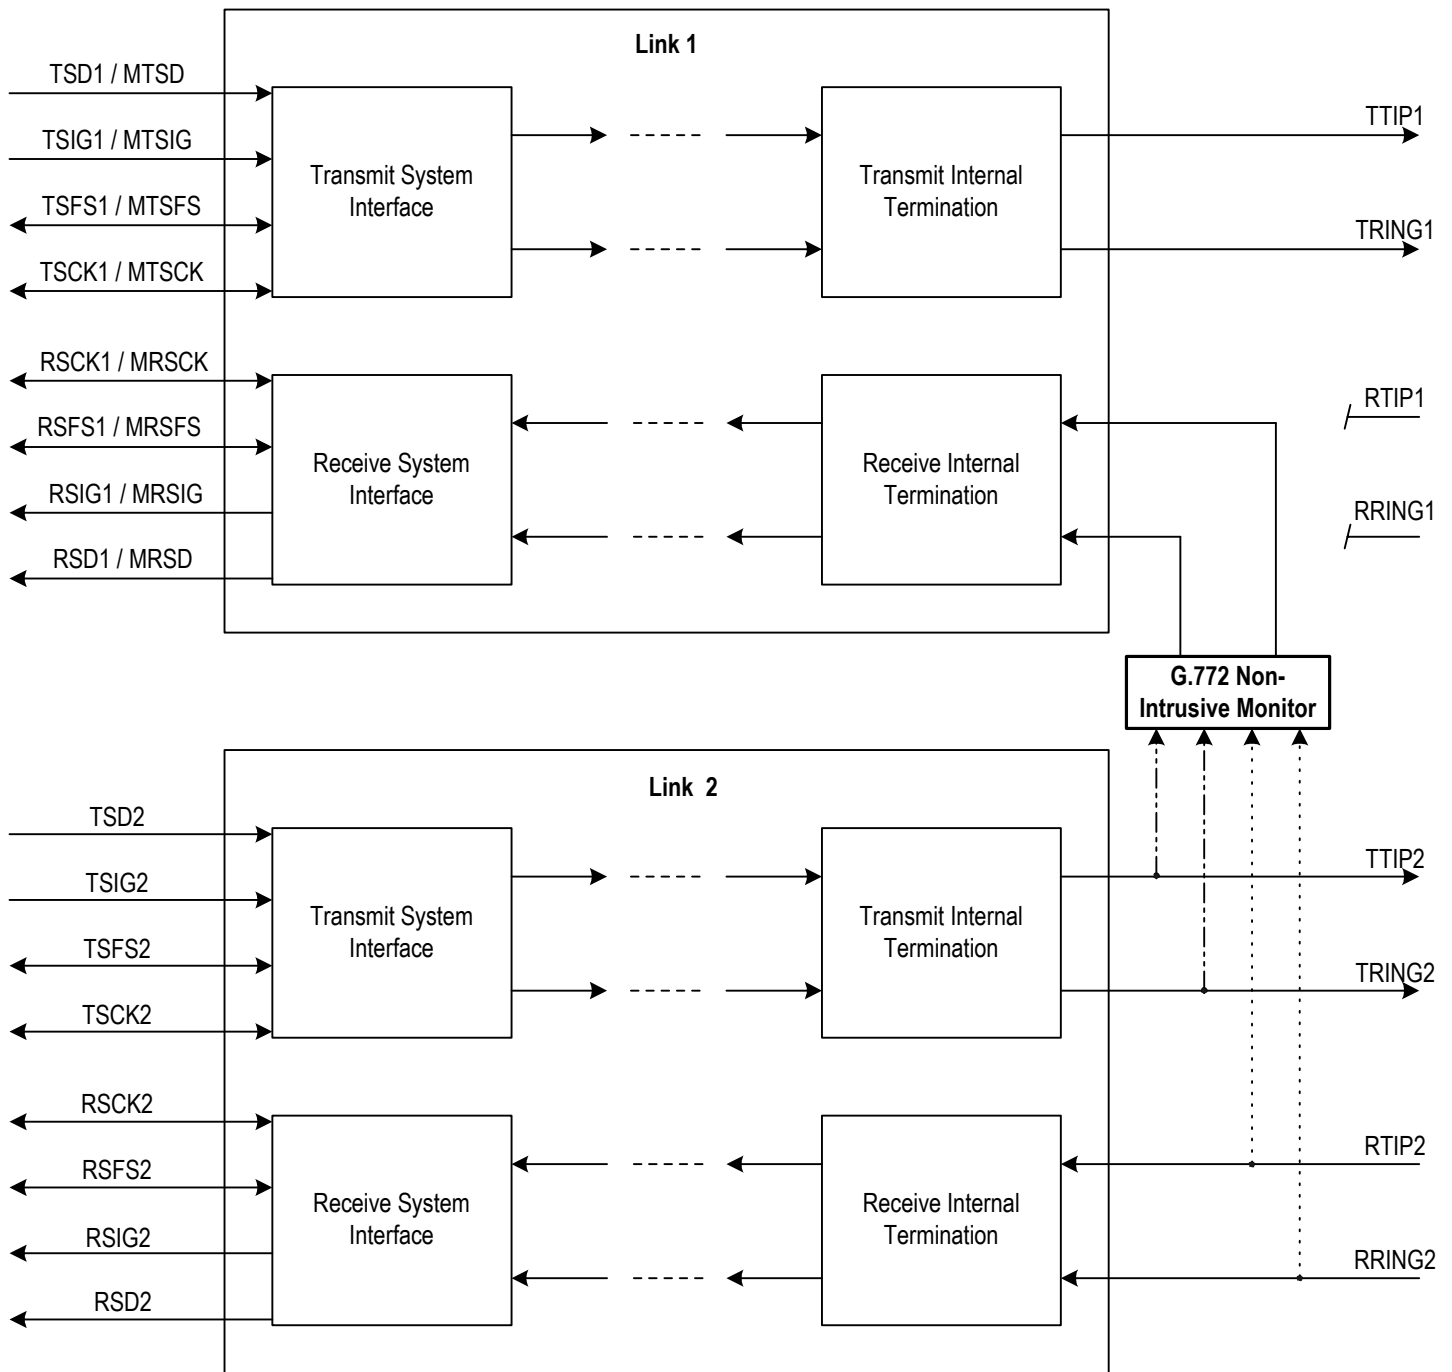 Link 1
TSD1 / MTSD
TSIG1 / MTSIG
TSFS1 / MTSFS
TSCK1 / MTSCK
Transmit System
Interface
Transmit Internal
Termination
TTIP1
TRING1
RSCK1 / MRSCK
RSFS1 / MRSFS
RSIG1 / MRSIG
RSD1 / MRSD
Receive System
Interface
Receive Internal
Termination
RTIP1
RRING1
G.772 Non-
Intrusive Monitor
Link 2
TSD2
TSIG2
TSFS2
TSCK2
Transmit System
Interface
Transmit Internal
Termination
TTIP2
TRING2
RSCK2
RSFS2
RSIG2
RSD2
Receive System
Interface
Receive Internal
Termination
RTIP2
RRING2